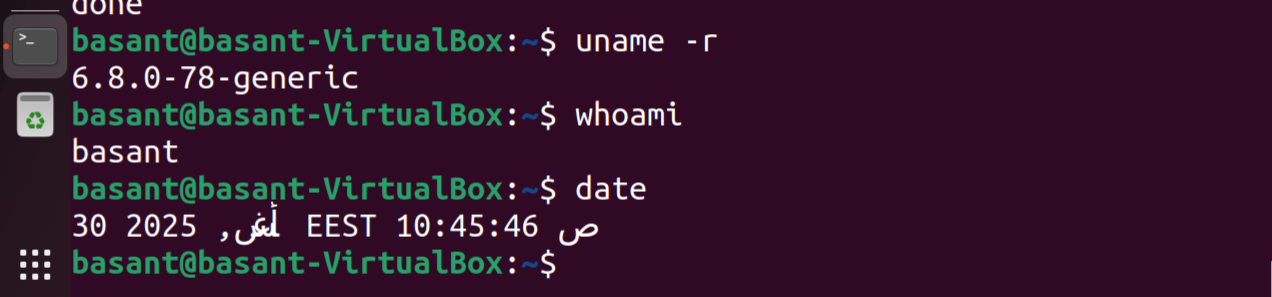 done
basant@basant-VirtualBox:~$ uname -r
6.8.0-78-generic
basant@basant-VirtualBox:~$ whoami
basant
basant@basant-VirtualBox:~$ date
30 2025 ,أغس EEST 10:45:46 ص
basant@basant-VirtualBox:~$